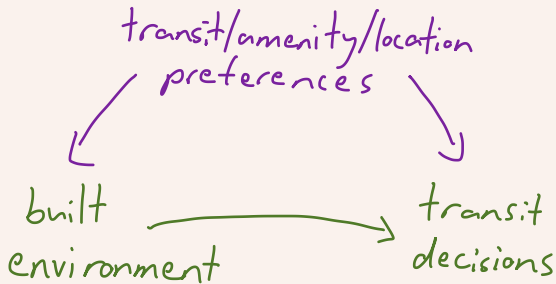 transit/amenity/location
preferences
built
environment
transit
decisions